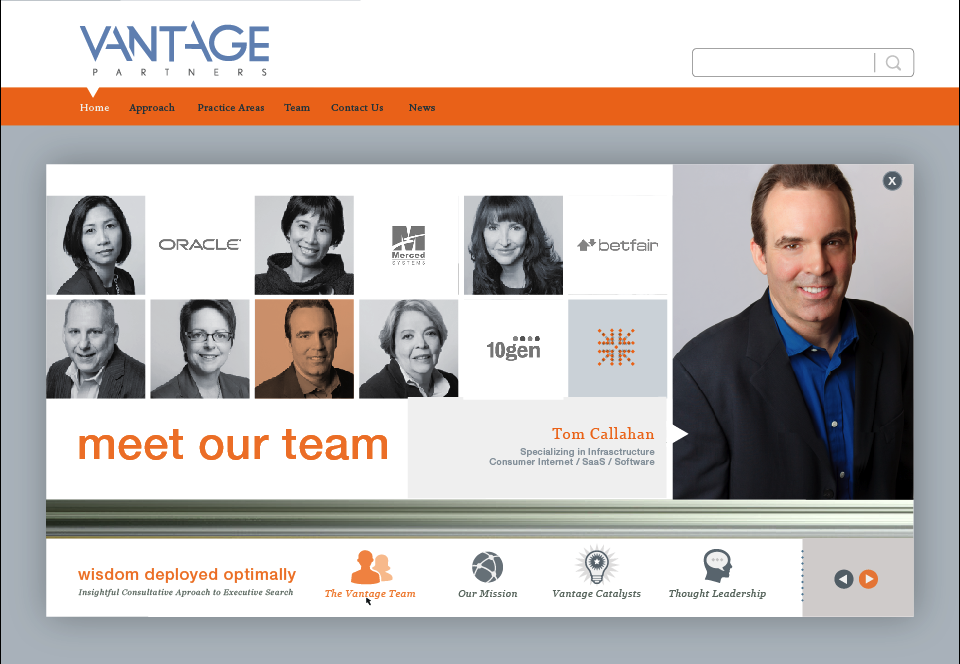 VANTAGE
PARTNERS
Home Approach Practice Areas Team Contact Us News
X
ORACLE
Merced
SYSTEMS
betfair
10gen
meet our team
Tom Callahan
Specializing in Infrasctructure
Consumer Internet / SaaS / Software
wisdom deployed optimally
Insightful Consultative Aproach to Executive Search
The Vantage Team
Our Mission
Vantage Catalysts
Thought Leadership